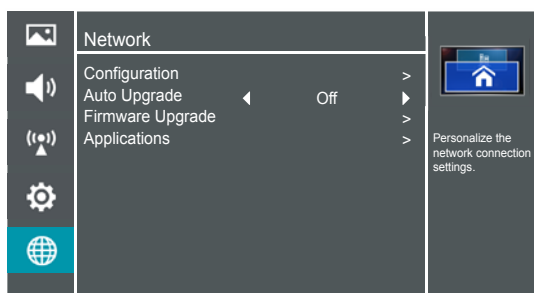 Network
Configuration >
Auto Upgrade Off
Firmware Upgrade >
Applications >
Personalize the
network connection
settings.